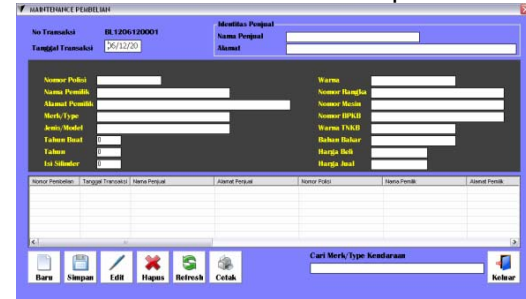 MAINTENANCE PEMBELIAN
No Transaksi BL1206120001
Tanggal Transaksi 06/12/20
Identitas Penjual
Nama Penjual
Alamat
Nomor Polisi
Nama Pemilik
Alamat Pemilik
Merk/Type
Jenis/Model
Tahun Buat 0
Tahun 0
Isi Silinder 0
Warna
Nomor Rangka
Nomor Mesin
Nomor BPKB
Warna TNKB
Bahan Bakar
Harga Beli
Harga Jual
Nomor Pembelian Tanggal Transaksi Nama Penjual Alamat Penjual Nomor Polisi Nama Pemilik Alamat Pemilik
Baru Simpan Edit Hapus Refresh Cetak
Cari Merk/Type Kendaraan
Keluar